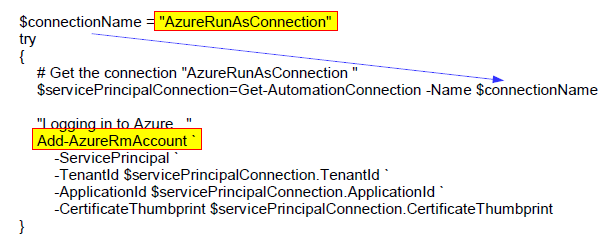 $connectionName = "AzureRunAsConnection"
try
{
# Get the connection "AzureRunAsConnection "
$servicePrincipalConnection=Get-AutomationConnection -Name $connectionName
"Logging in to Azure..."
Add-AzureRmAccount `
-ServicePrincipal `
-TenantId $servicePrincipalConnection.TenantId `
-ApplicationId $servicePrincipalConnection.ApplicationId `
-CertificateThumbprint $servicePrincipalConnection.CertificateThumbprint
}